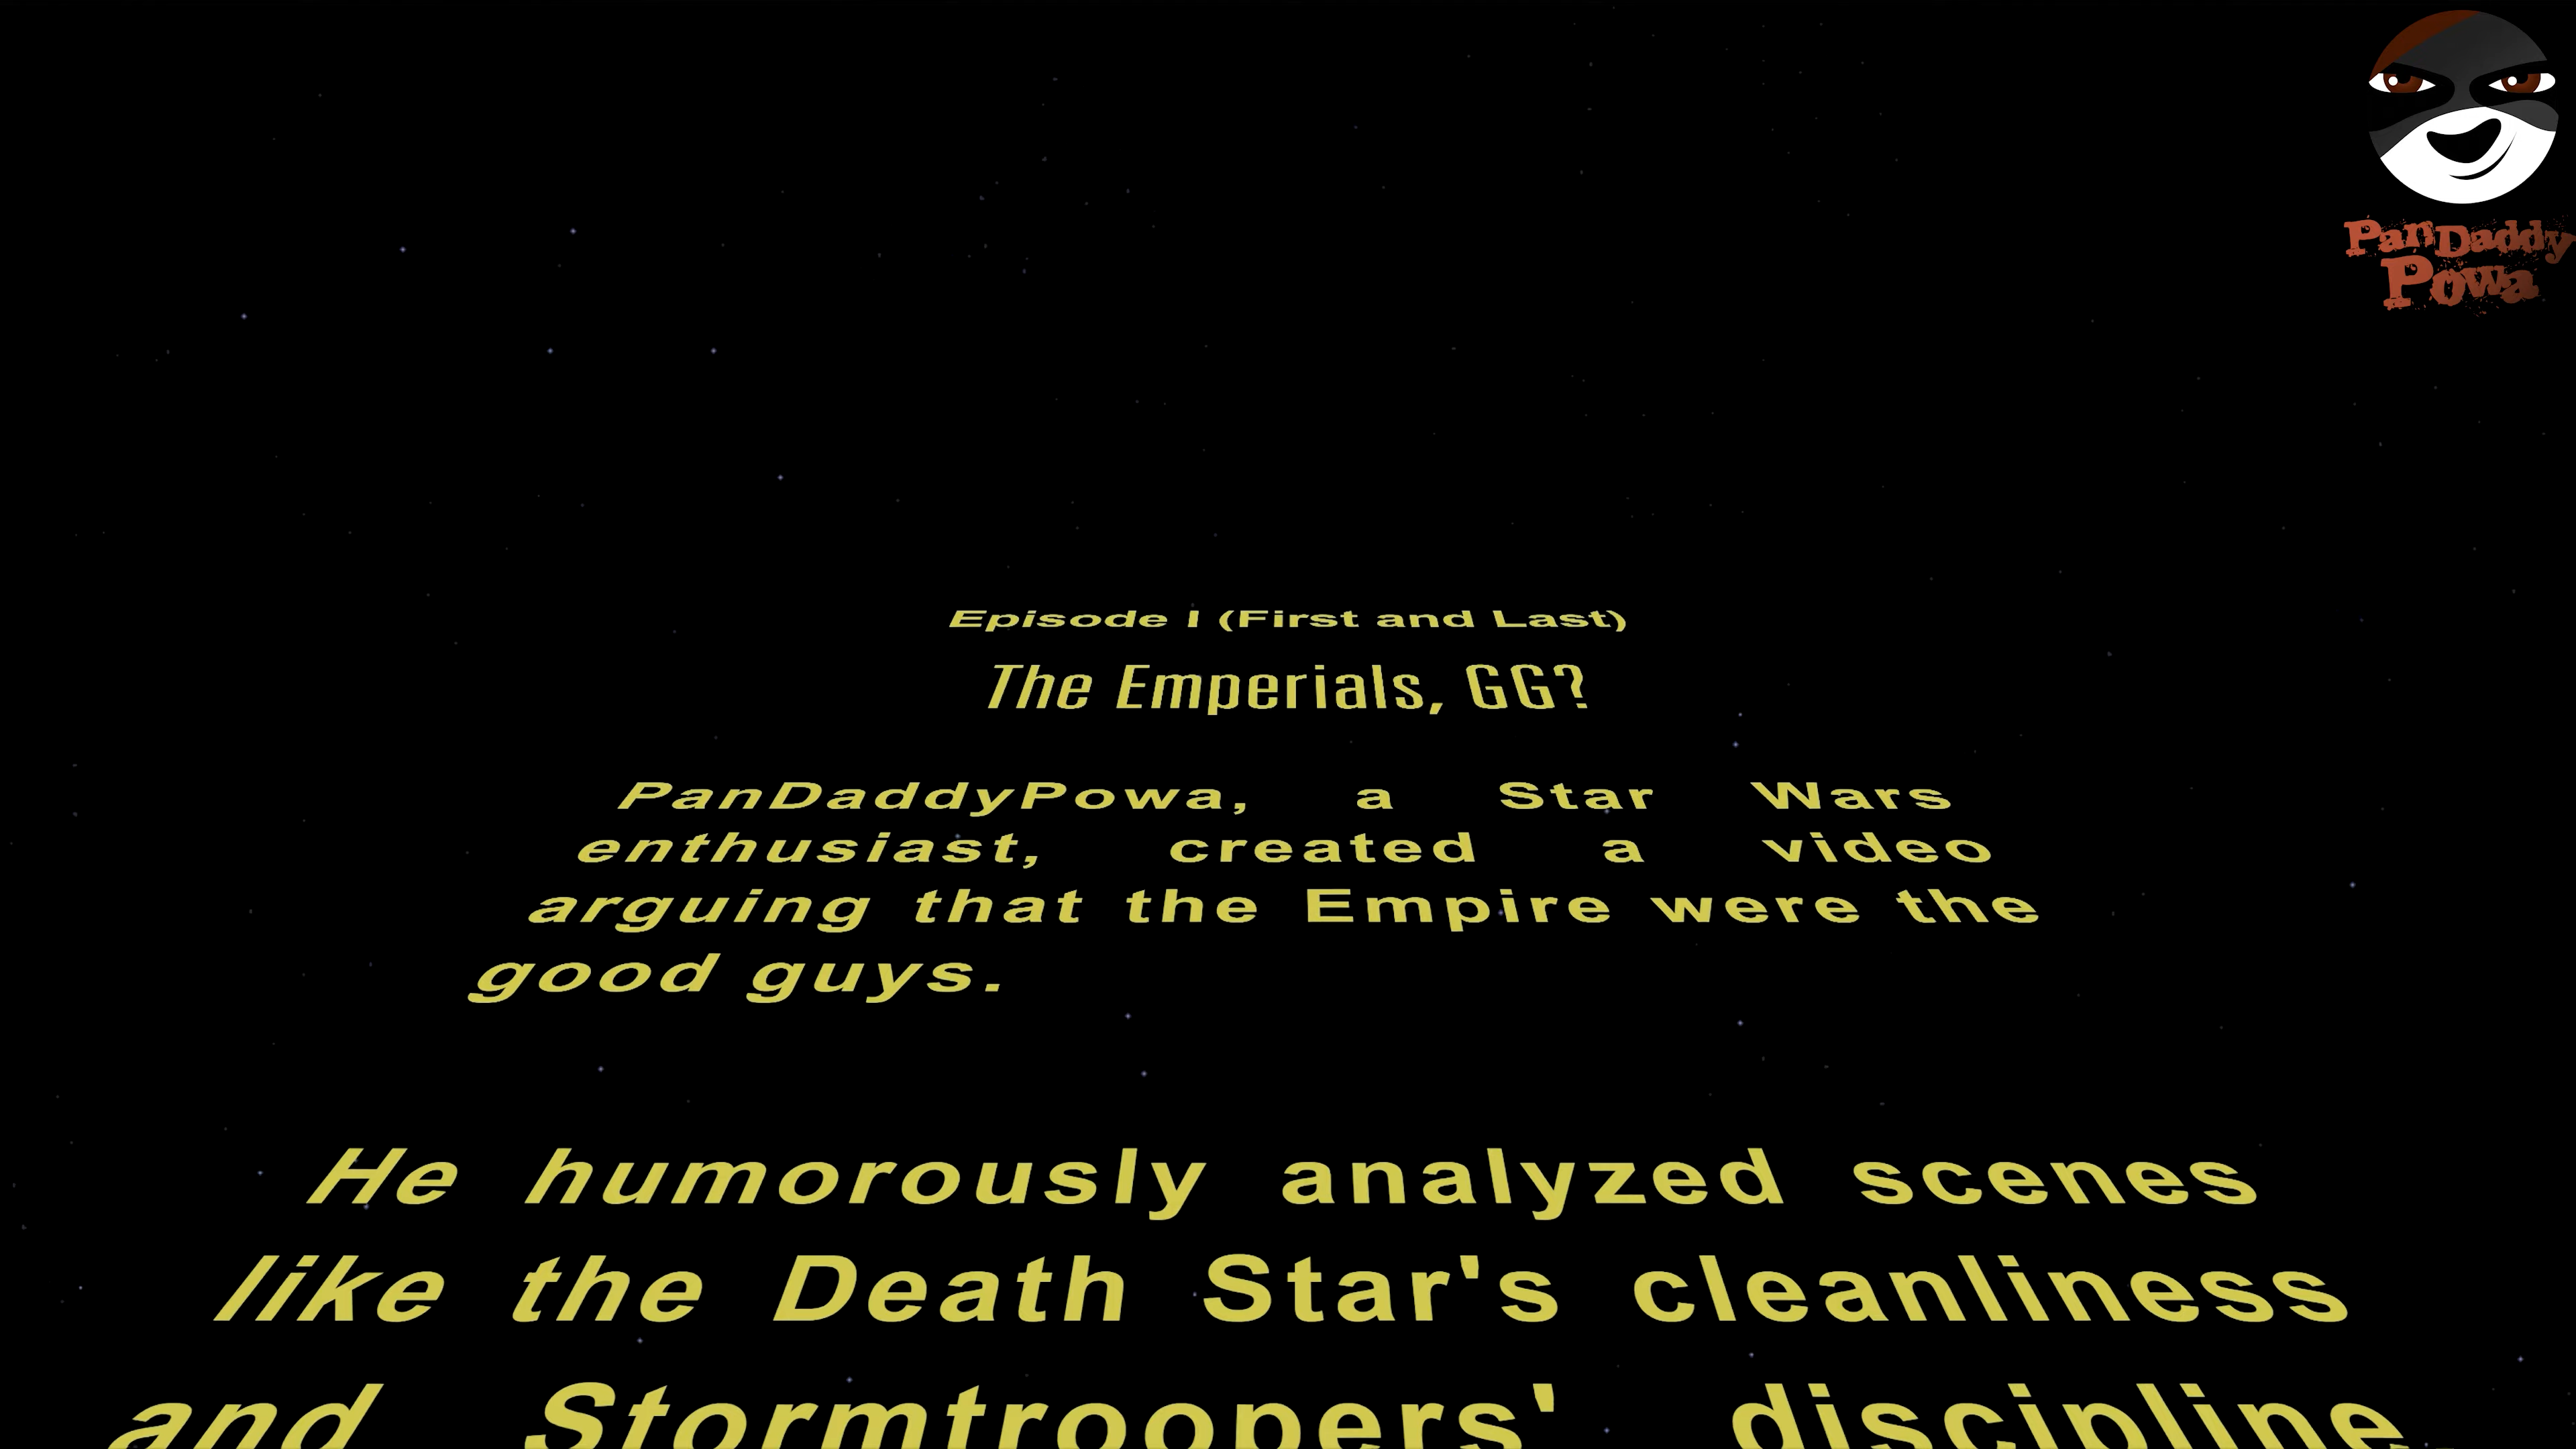 PanDaddy
Powa
Episode I (First and Last)
The Emperials, GG?
PanDaddyPowa, a Star Wars
enthusiast, created a video
arguing that the Empire were the
good guys.
He humorously analyzed scenes
like the Death Star's cleanliness
and Stormtroopers' discipline